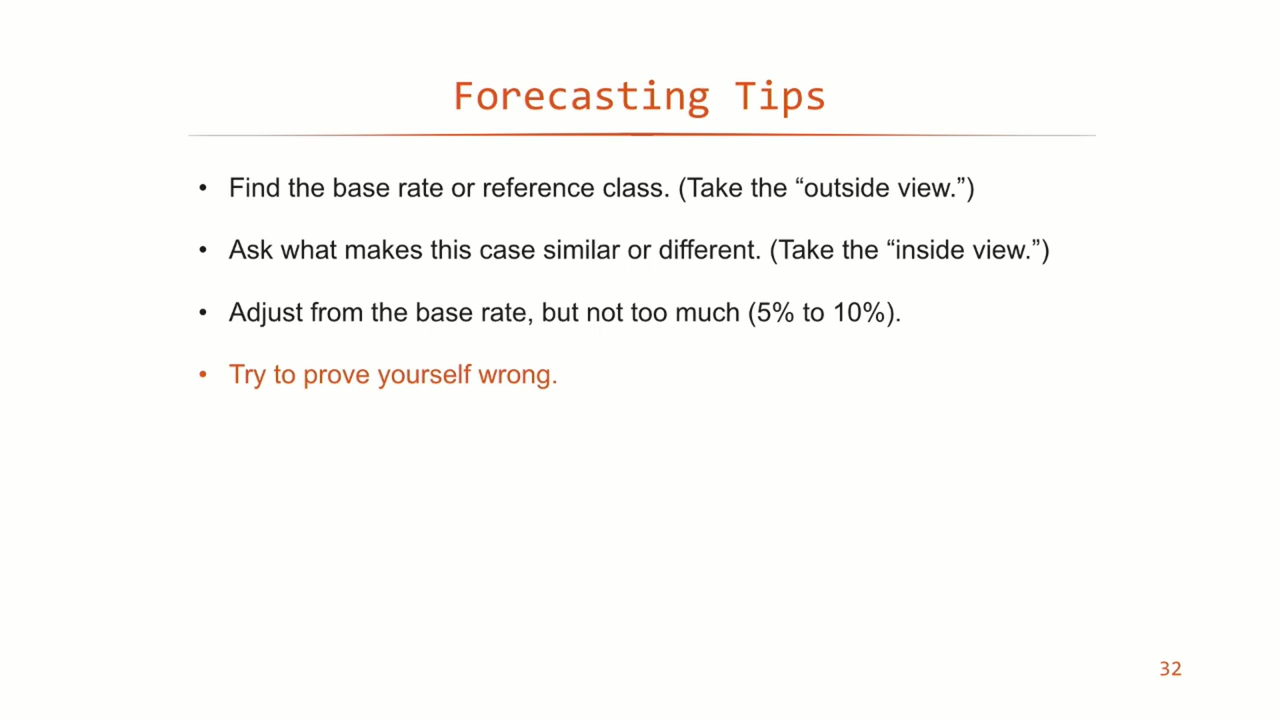 Forecasting Tips
• Find the base rate or reference class. (Take the “outside view.”)
• Ask what makes this case similar or different. (Take the “inside view.”)
• Adjust from the base rate, but not too much (5% to 10%).
• Try to prove yourself wrong.
32